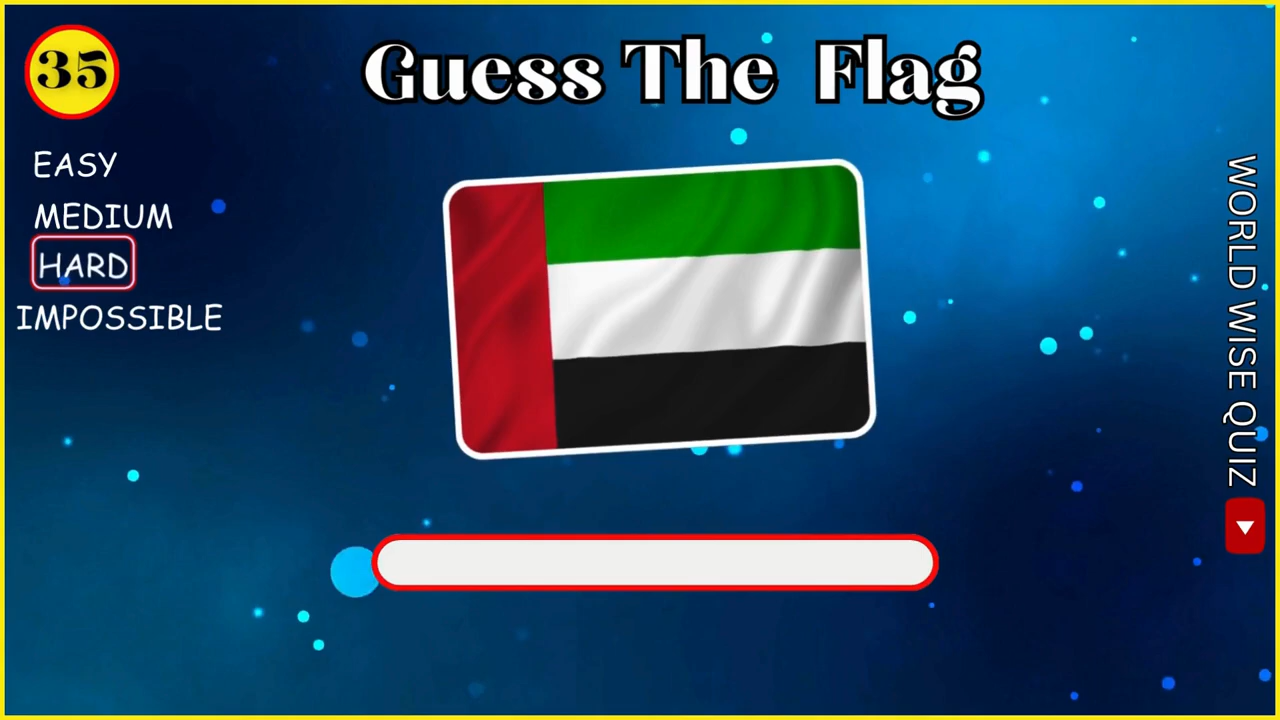 35
Guess The Flag
EASY
MEDIUM
HARD
IMPOSSIBLE
WORLD WISE QUIZ